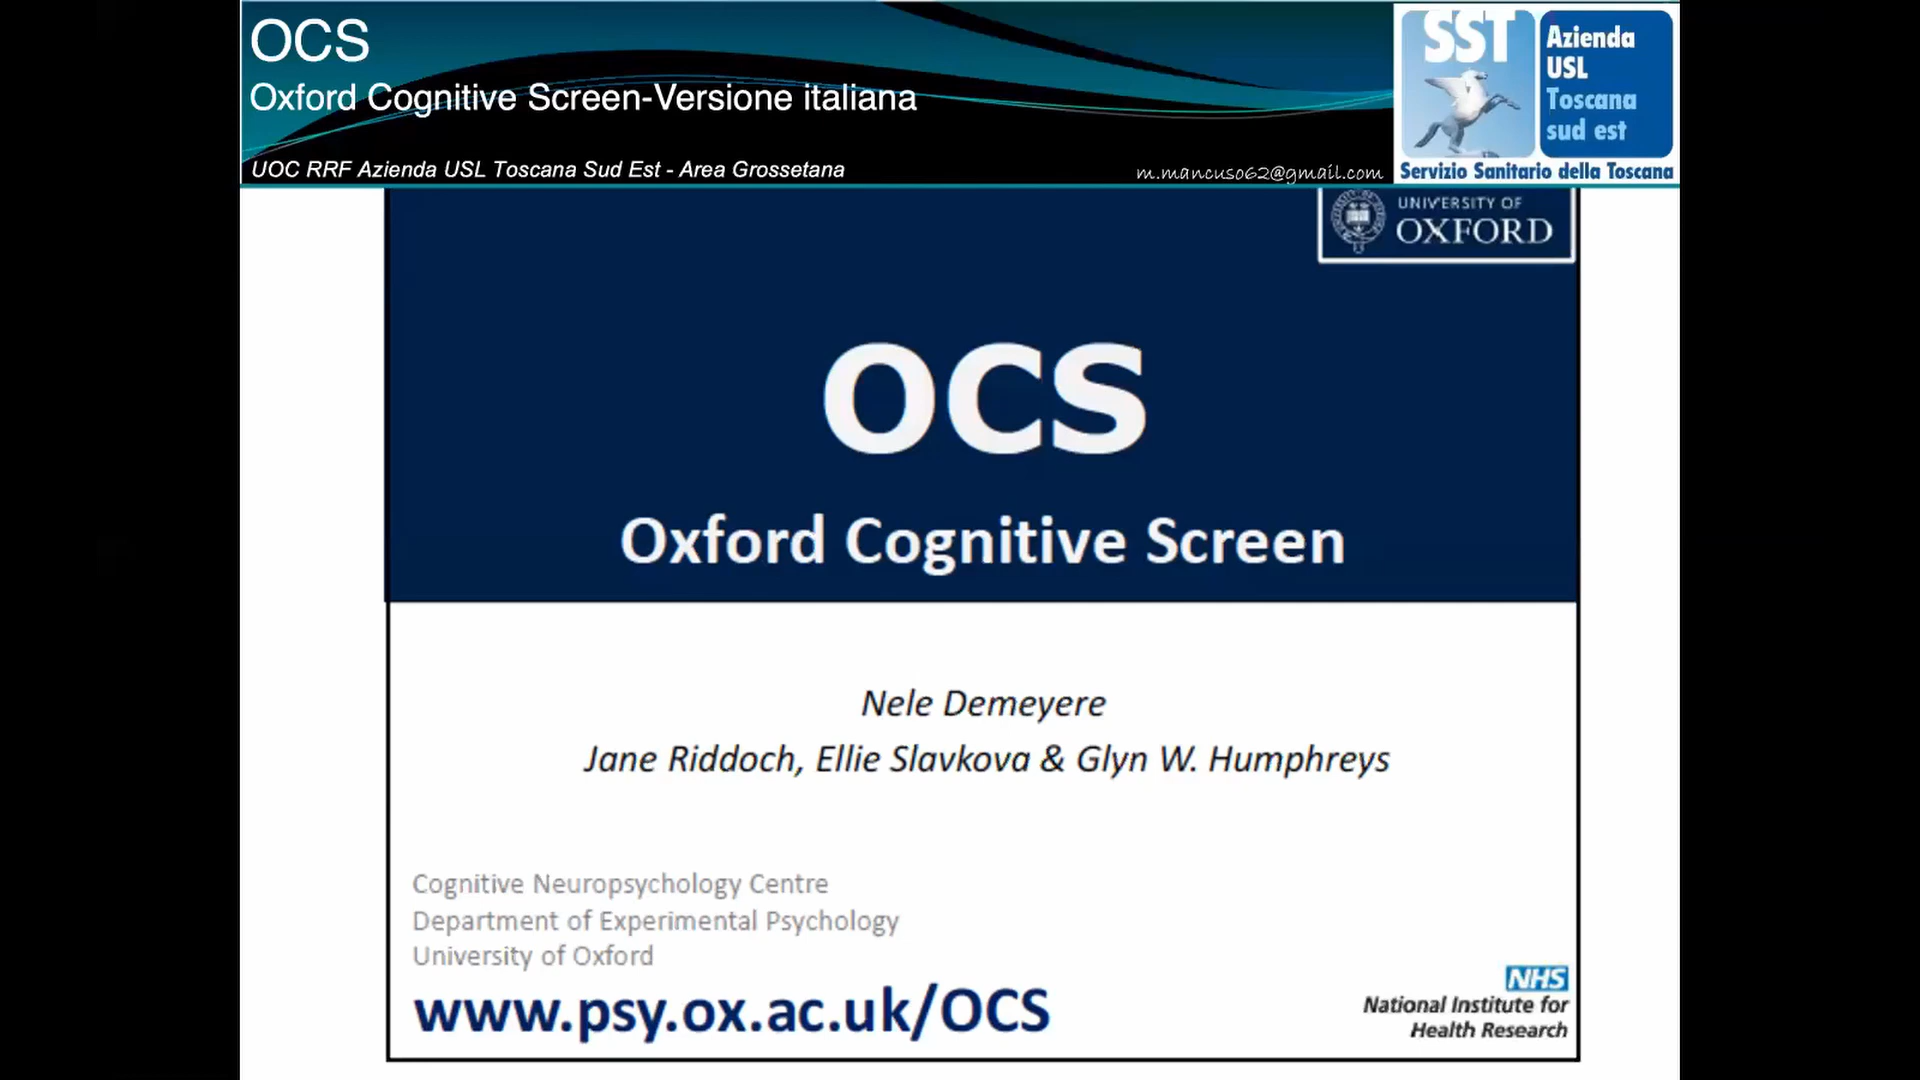 OCS
Oxford Cognitive Screen-Versione italiana
UOC RRF Azienda USL Toscana Sud Est - Area Grossetana
m.mancuso62@gmail.com
SST
Azienda
USL
Toscana
sud est
Servizio Sanitario della Toscana
UNIVERSITY OF
OXFORD
OCS
Oxford Cognitive Screen
Nele Demeyere
Jane Riddoch, Ellie Slavkova & Glyn W. Humphreys
Cognitive Neuropsychology Centre
Department of Experimental Psychology
University of Oxford
www.psy.ox.ac.uk/OCS
NHS
National Institute for
Health Research